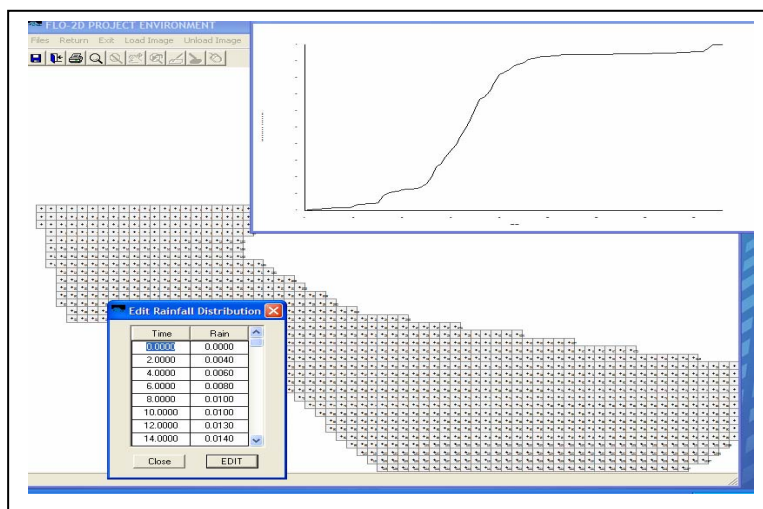 FLO-2D PROJECT ENVIRONMENT
Files Return Exit Load Image Unload Image
Edit Rainfall Distribution
Time Rain
0.0000 0.0000
2.0000 0.0040
4.0000 0.0060
6.0000 0.0080
8.0000 0.0100
10.0000 0.0100
12.0000 0.0130
14.0000 0.0140
Close EDIT